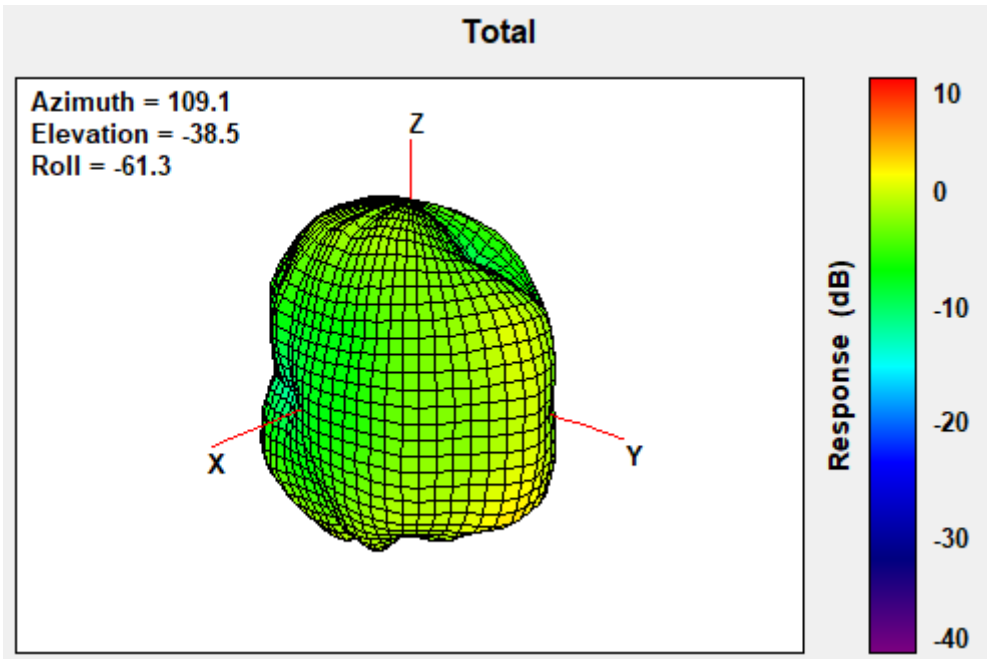 Total
Azimuth = 109.1
Elevation = -38.5
Roll = -61.3
Z
X
Y
Response (dB)
10
0
-10
-20
-30
-40